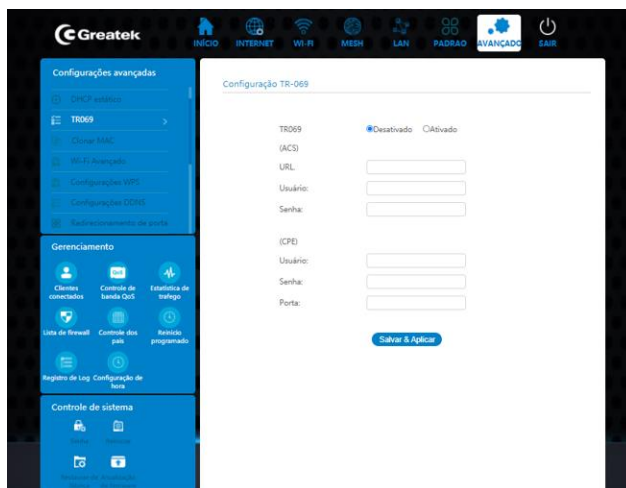 Greatek
INÍCIO INTERNET WI-FI MESH LAN PADRAO AVANÇADO SAIR
Configurações avançadas
DHCP estático
TR069
Clonar MAC
Wi-Fi Avançado
Configurações WPS
Configurações DDNS
Redirecionamento de porta
Gerenciamento
Clientes conectados
Controle de banda QoS
Estatística de trafego
Lista de firewall
Controle dos pais
Reinício programado
Registro de Log
Configuração de hora
Controle de sistema
Senha
Configuração TR-069
TR069 Desativado Ativado
(ACS)
URL
Usuário:
Senha:
(CPE)
Usuário:
Senha:
Porta:
Salvar & Aplicar